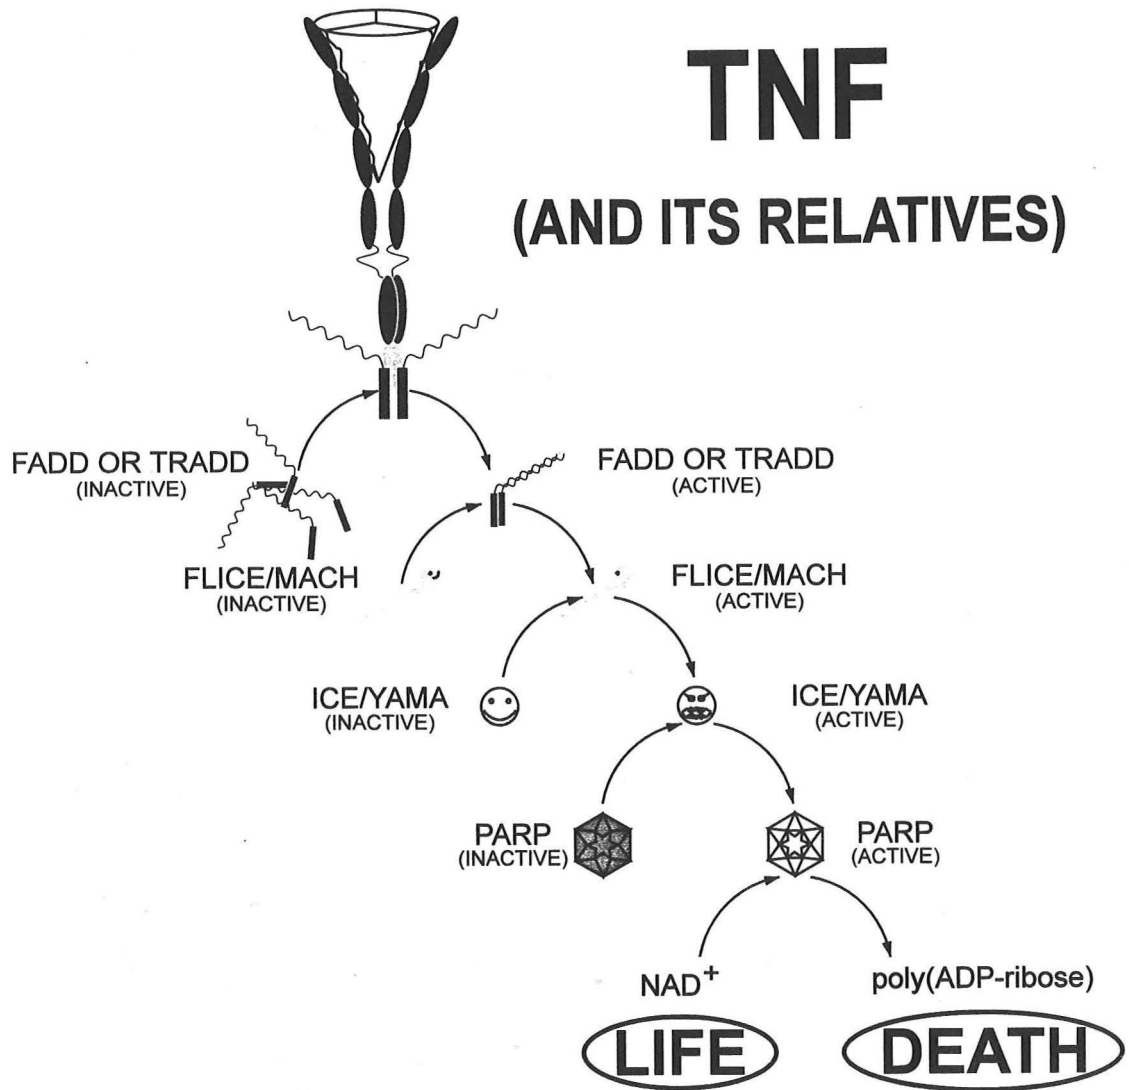 TNF
(AND ITS RELATIVES)
FADD OR TRADD
(INACTIVE)
FADD OR TRADD
(ACTIVE)
FLICE/MACH
(INACTIVE)
FLICE/MACH
(ACTIVE)
ICE/YAMA
(INACTIVE)
ICE/YAMA
(ACTIVE)
PARP
(INACTIVE)
PARP
(ACTIVE)
NAD⁺
poly(ADP-ribose)
LIFE
DEATH